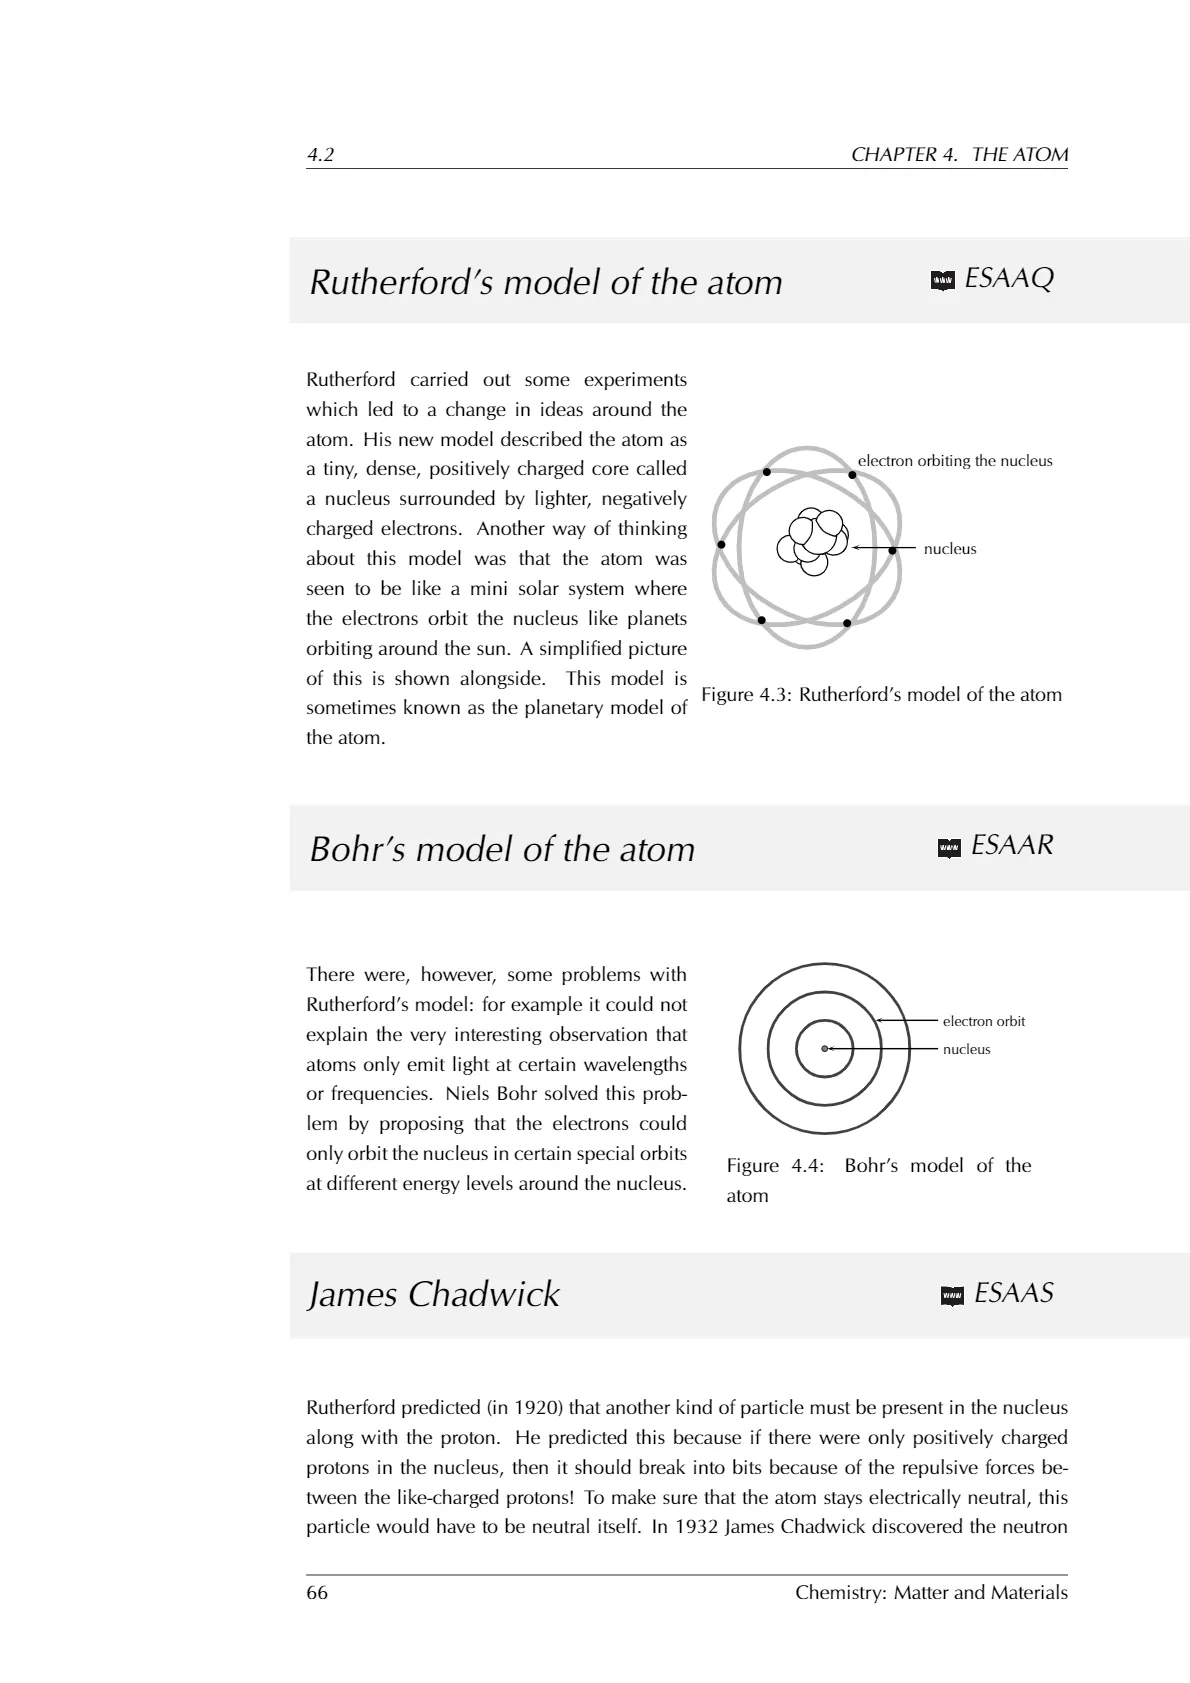 4.2 CHAPTER 4. THE ATOM
Rutherford’s model of the atom www ESAAQ
Rutherford carried out some experiments
which led to a change in ideas around the
atom. His new model described the atom as
a tiny, dense, positively charged core called
a nucleus surrounded by lighter, negatively
charged electrons. Another way of thinking
about this model was that the atom was
seen to be like a mini solar system where
the electrons orbit the nucleus like planets
orbiting around the sun. A simplified picture
of this is shown alongside. This model is
sometimes known as the planetary model of
the atom.
electron orbiting the nucleus
nucleus
Figure 4.3: Rutherford’s model of the atom
Bohr’s model of the atom www ESAAR
There were, however, some problems with
Rutherford’s model: for example it could not
explain the very interesting observation that
atoms only emit light at certain wavelengths
or frequencies. Niels Bohr solved this prob-
lem by proposing that the electrons could
only orbit the nucleus in certain special orbits
at different energy levels around the nucleus.
electron orbit
nucleus
Figure 4.4: Bohr’s model of the
atom
James Chadwick www ESAAS
Rutherford predicted (in 1920) that another kind of particle must be present in the nucleus
along with the proton. He predicted this because if there were only positively charged
protons in the nucleus, then it should break into bits because of the repulsive forces be-
tween the like-charged protons! To make sure that the atom stays electrically neutral, this
particle would have to be neutral itself. In 1932 James Chadwick discovered the neutron
66 Chemistry: Matter and Materials